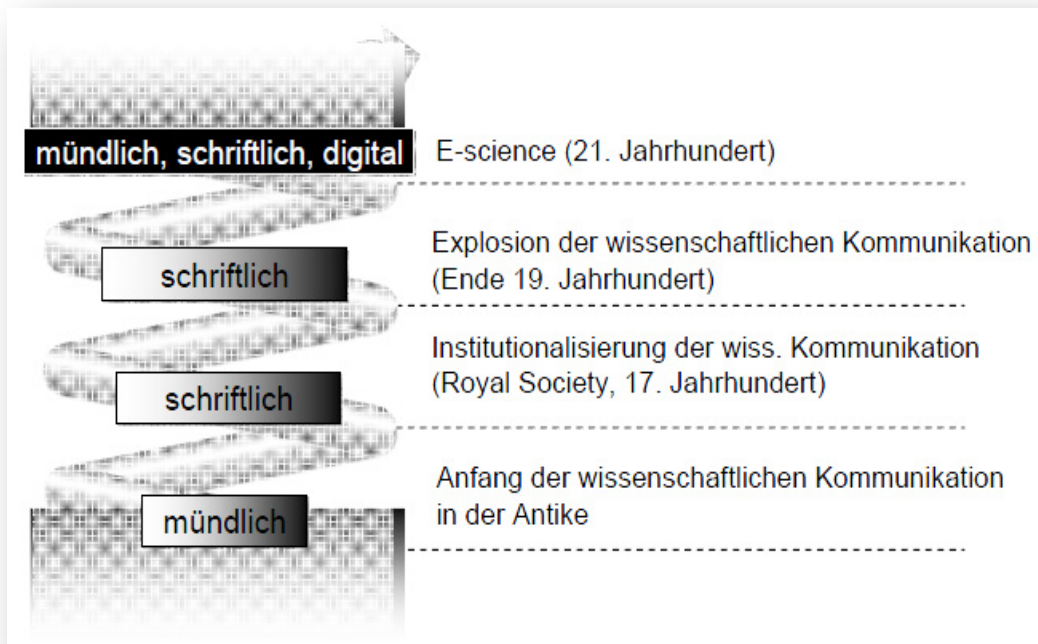 mündlich, schriftlich, digital
E-science (21. Jahrhundert)
schriftlich
Explosion der wissenschaftlichen Kommunikation
(Ende 19. Jahrhundert)
schriftlich
Institutionalisierung der wiss. Kommunikation
(Royal Society, 17. Jahrhundert)
mündlich
Anfang der wissenschaftlichen Kommunikation
in der Antike